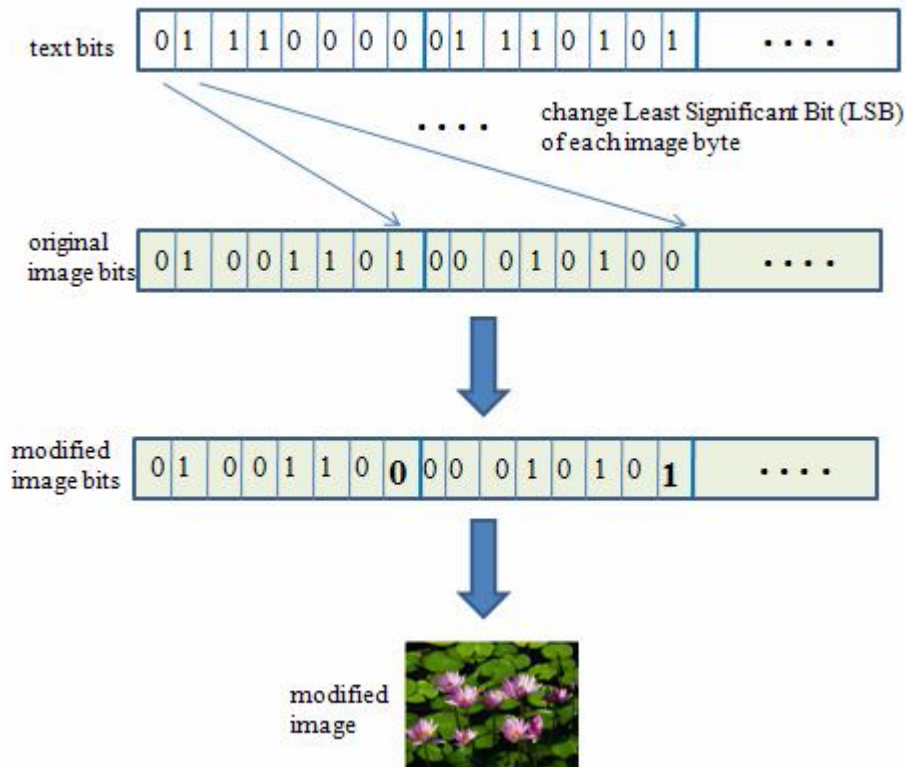 text bits
0 1 1 1 0 0 0 0 0 1 1 1 0 1 0 1 . . . .
. . . .
change Least Significant Bit (LSB)
of each image byte
original
image bits
0 1 0 0 1 1 0 1 0 0 0 1 0 1 0 0 . . . .
modified
image bits
0 1 0 0 1 1 0 0 0 0 0 1 0 1 0 1 . . . .
modified
image